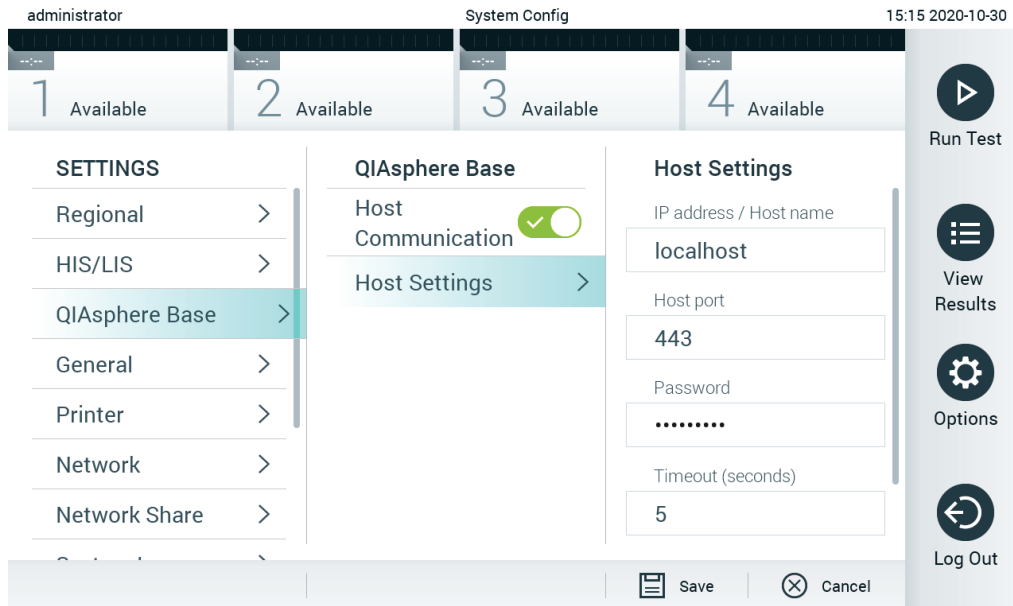 administrator
System Config
15:15 2020-10-30
--:--
1 Available
--:--
2 Available
--:--
3 Available
--:--
4 Available
SETTINGS
Regional
HIS/LIS
QIAsphere Base
General
Printer
Network
Network Share
QIAsphere Base
Host
Communication
Host Settings
Host Settings
IP address / Host name
localhost
Host port
443
Password
•••••••••
Timeout (seconds)
5
Save
Cancel
Run Test
View
Results
Options
Log Out